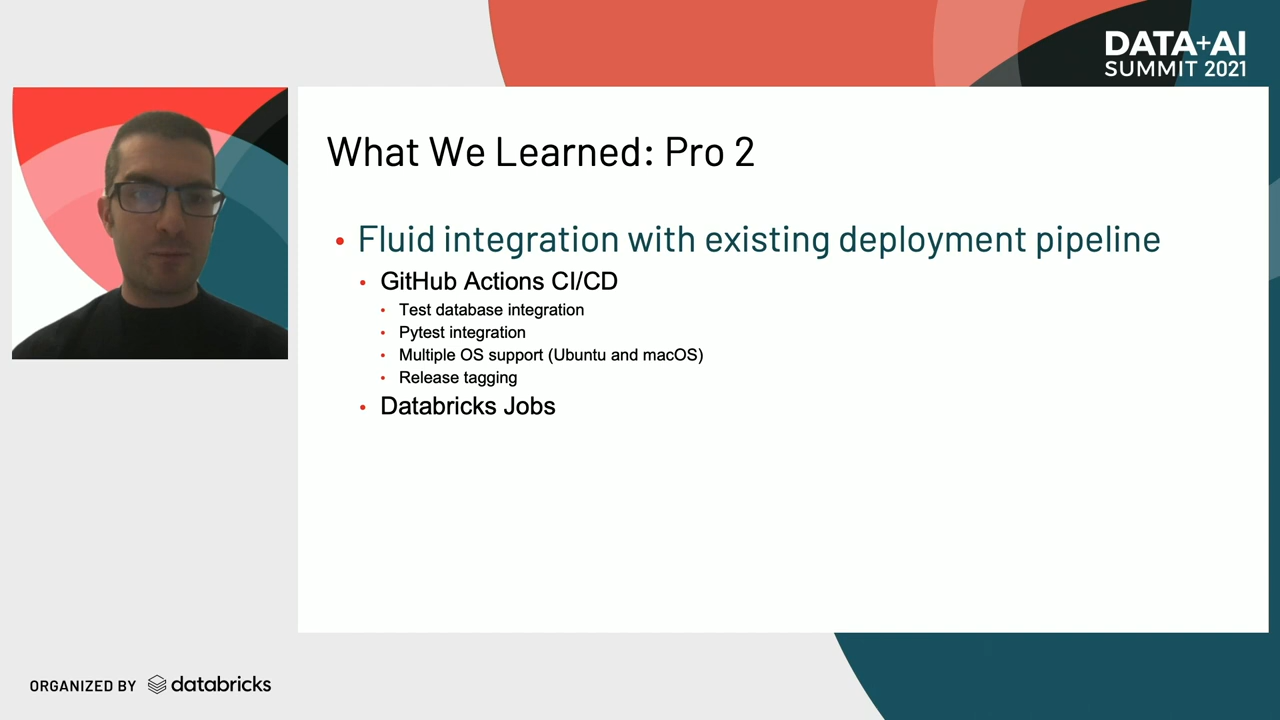 DATA+AI
SUMMIT 2021
What We Learned: Pro 2
• Fluid integration with existing deployment pipeline
• GitHub Actions CI/CD
• Test database integration
• Pytest integration
• Multiple OS support (Ubuntu and macOS)
• Release tagging
• Databricks Jobs
ORGANIZED BY databricks